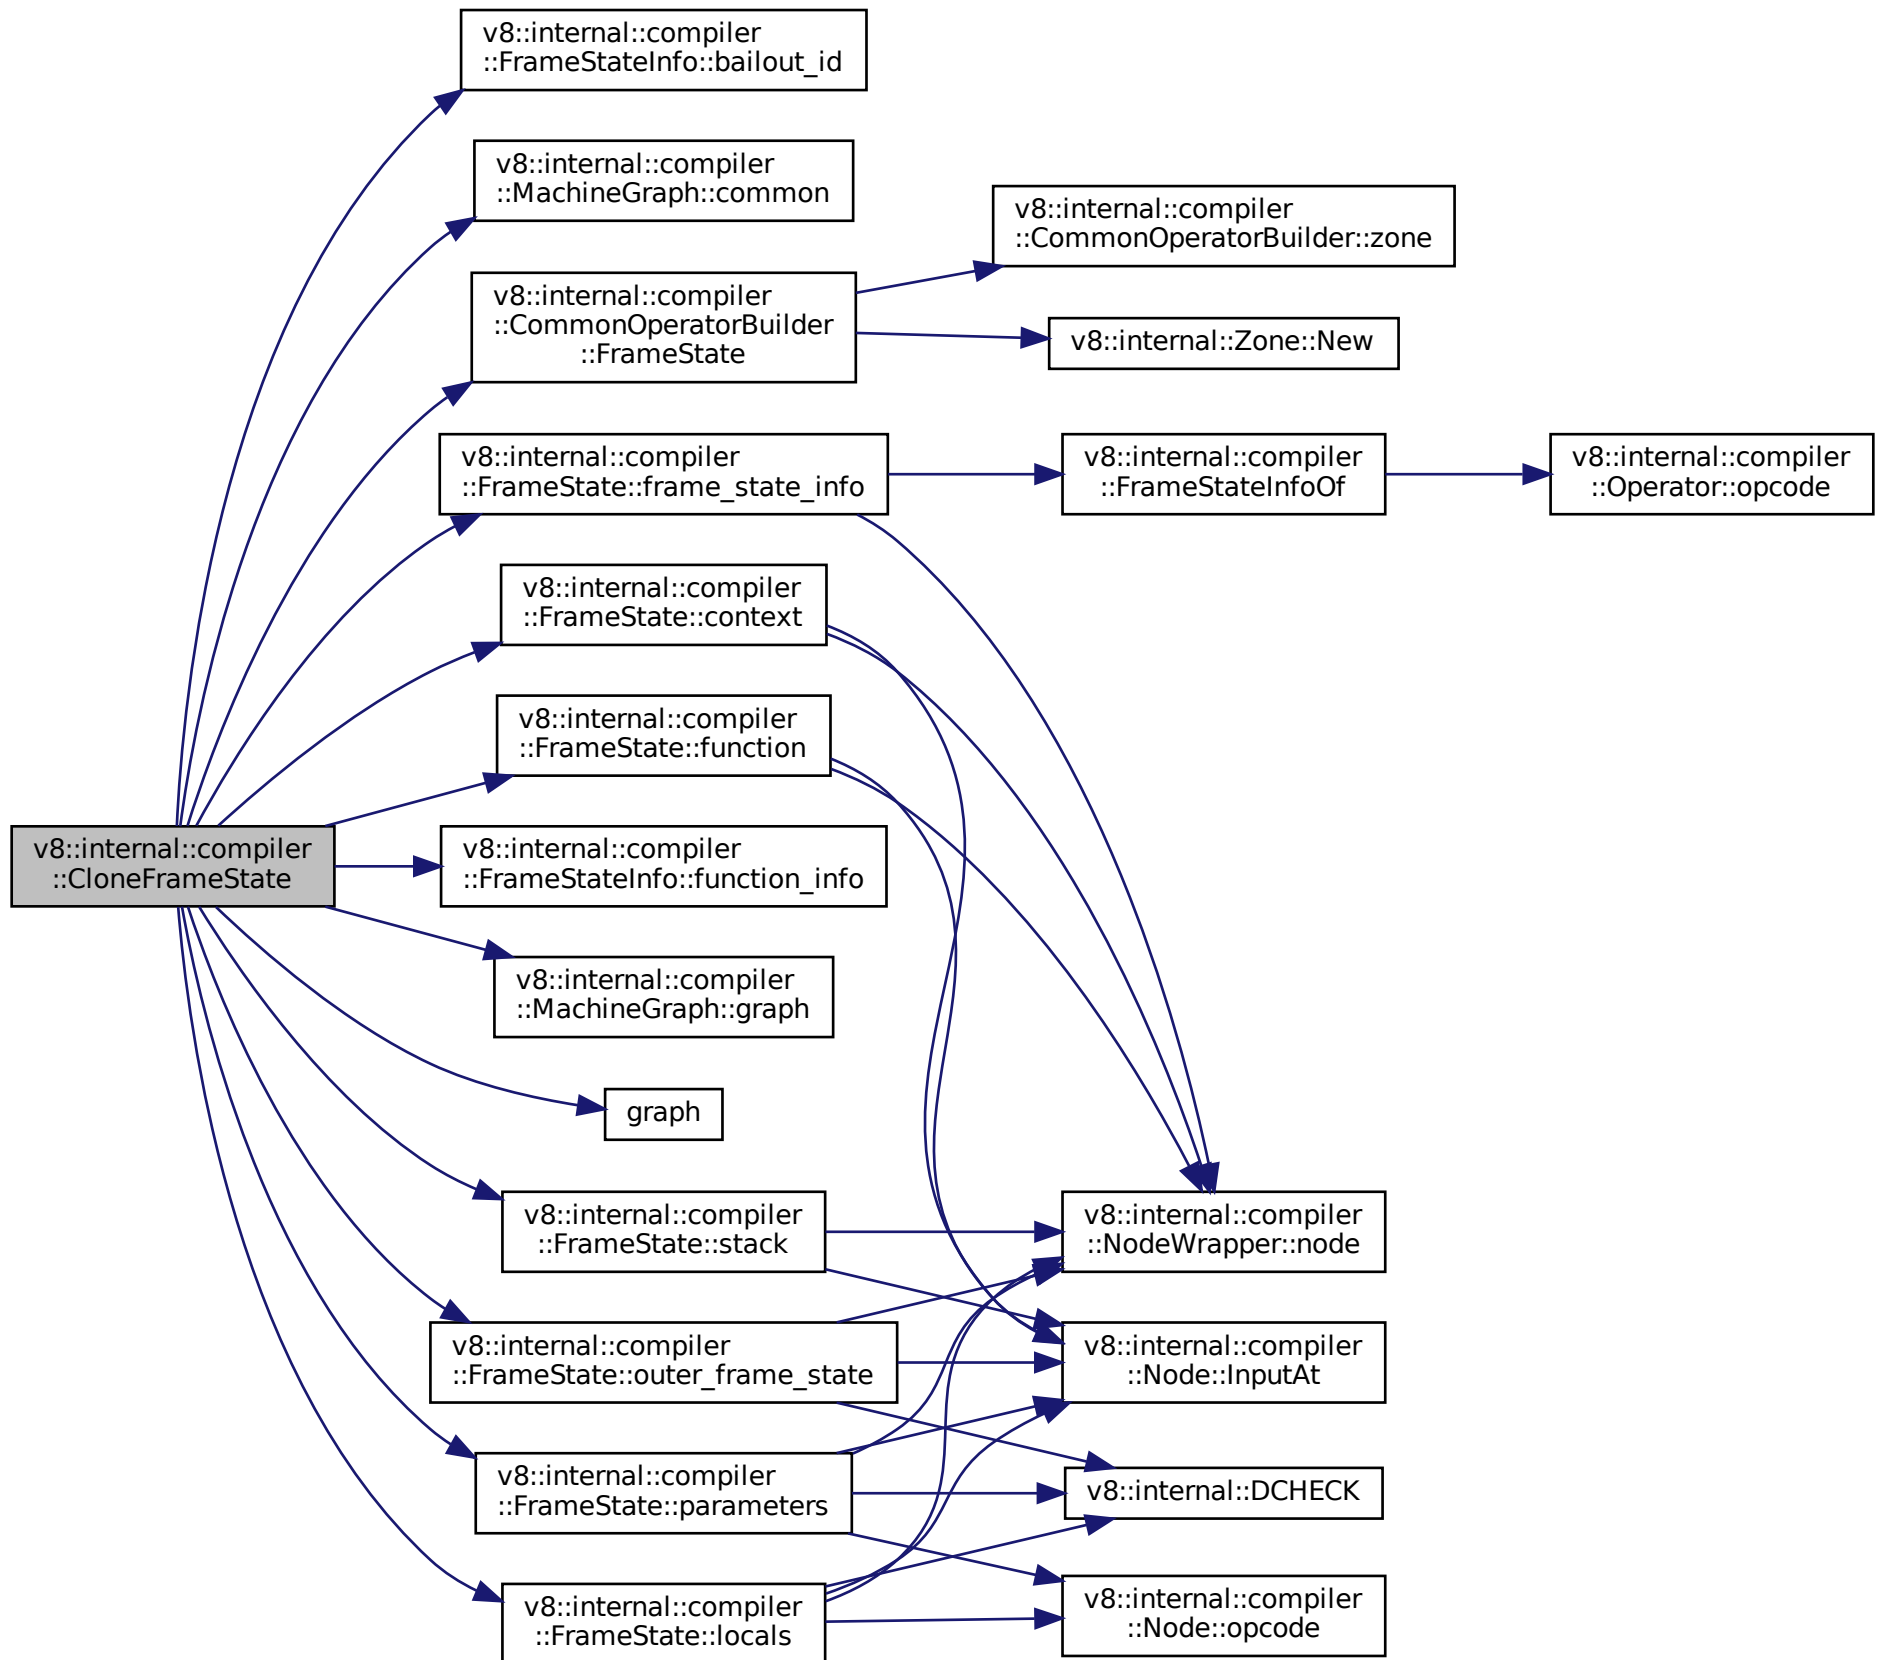 v8::internal::compiler
::FrameStateInfo::bailout_id
v8::internal::compiler
::MachineGraph::common
v8::internal::compiler
::CommonOperatorBuilder::zone
v8::internal::compiler
::CommonOperatorBuilder
::FrameState
v8::internal::Zone::New
v8::internal::compiler
::FrameState::frame_state_info
v8::internal::compiler
::FrameStateInfoOf
v8::internal::compiler
::Operator::opcode
v8::internal::compiler
::FrameState::context
v8::internal::compiler
::FrameState::function
v8::internal::compiler
::CloneFrameState
v8::internal::compiler
::FrameStateInfo::function_info
v8::internal::compiler
::MachineGraph::graph
graph
v8::internal::compiler
::FrameState::stack
v8::internal::compiler
::NodeWrapper::node
v8::internal::compiler
::FrameState::outer_frame_state
v8::internal::compiler
::Node::InputAt
v8::internal::compiler
::FrameState::parameters
v8::internal::DCHECK
v8::internal::compiler
::FrameState::locals
v8::internal::compiler
::Node::opcode